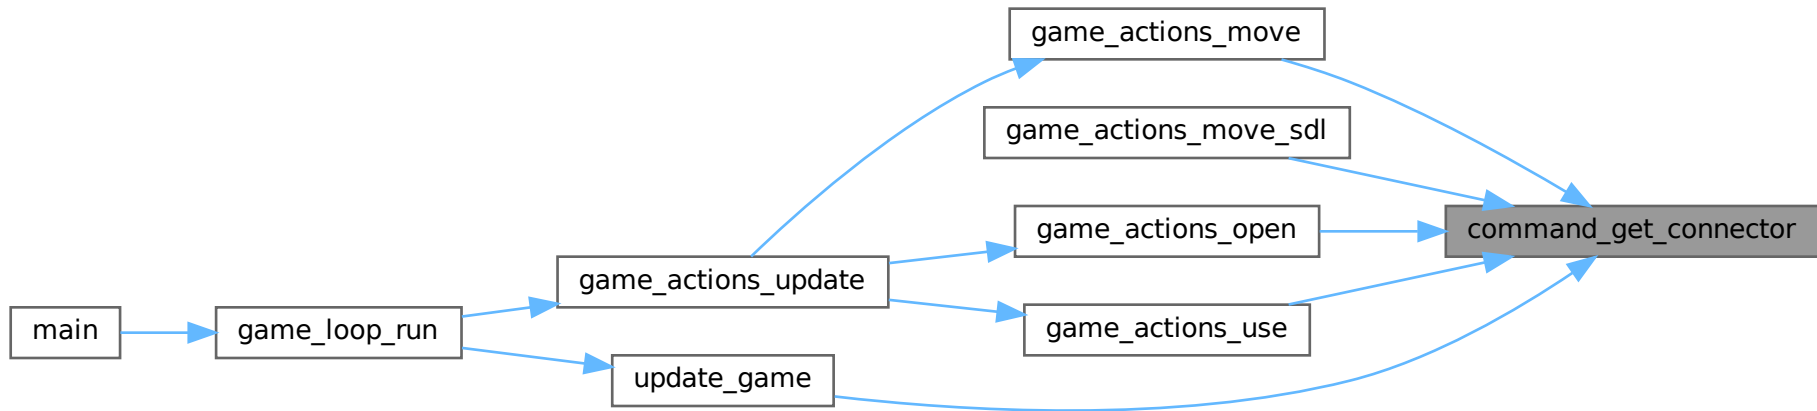 game_actions_move
game_actions_move_sdl
game_actions_open
command_get_connector
game_actions_update
main
game_loop_run
game_actions_use
update_game